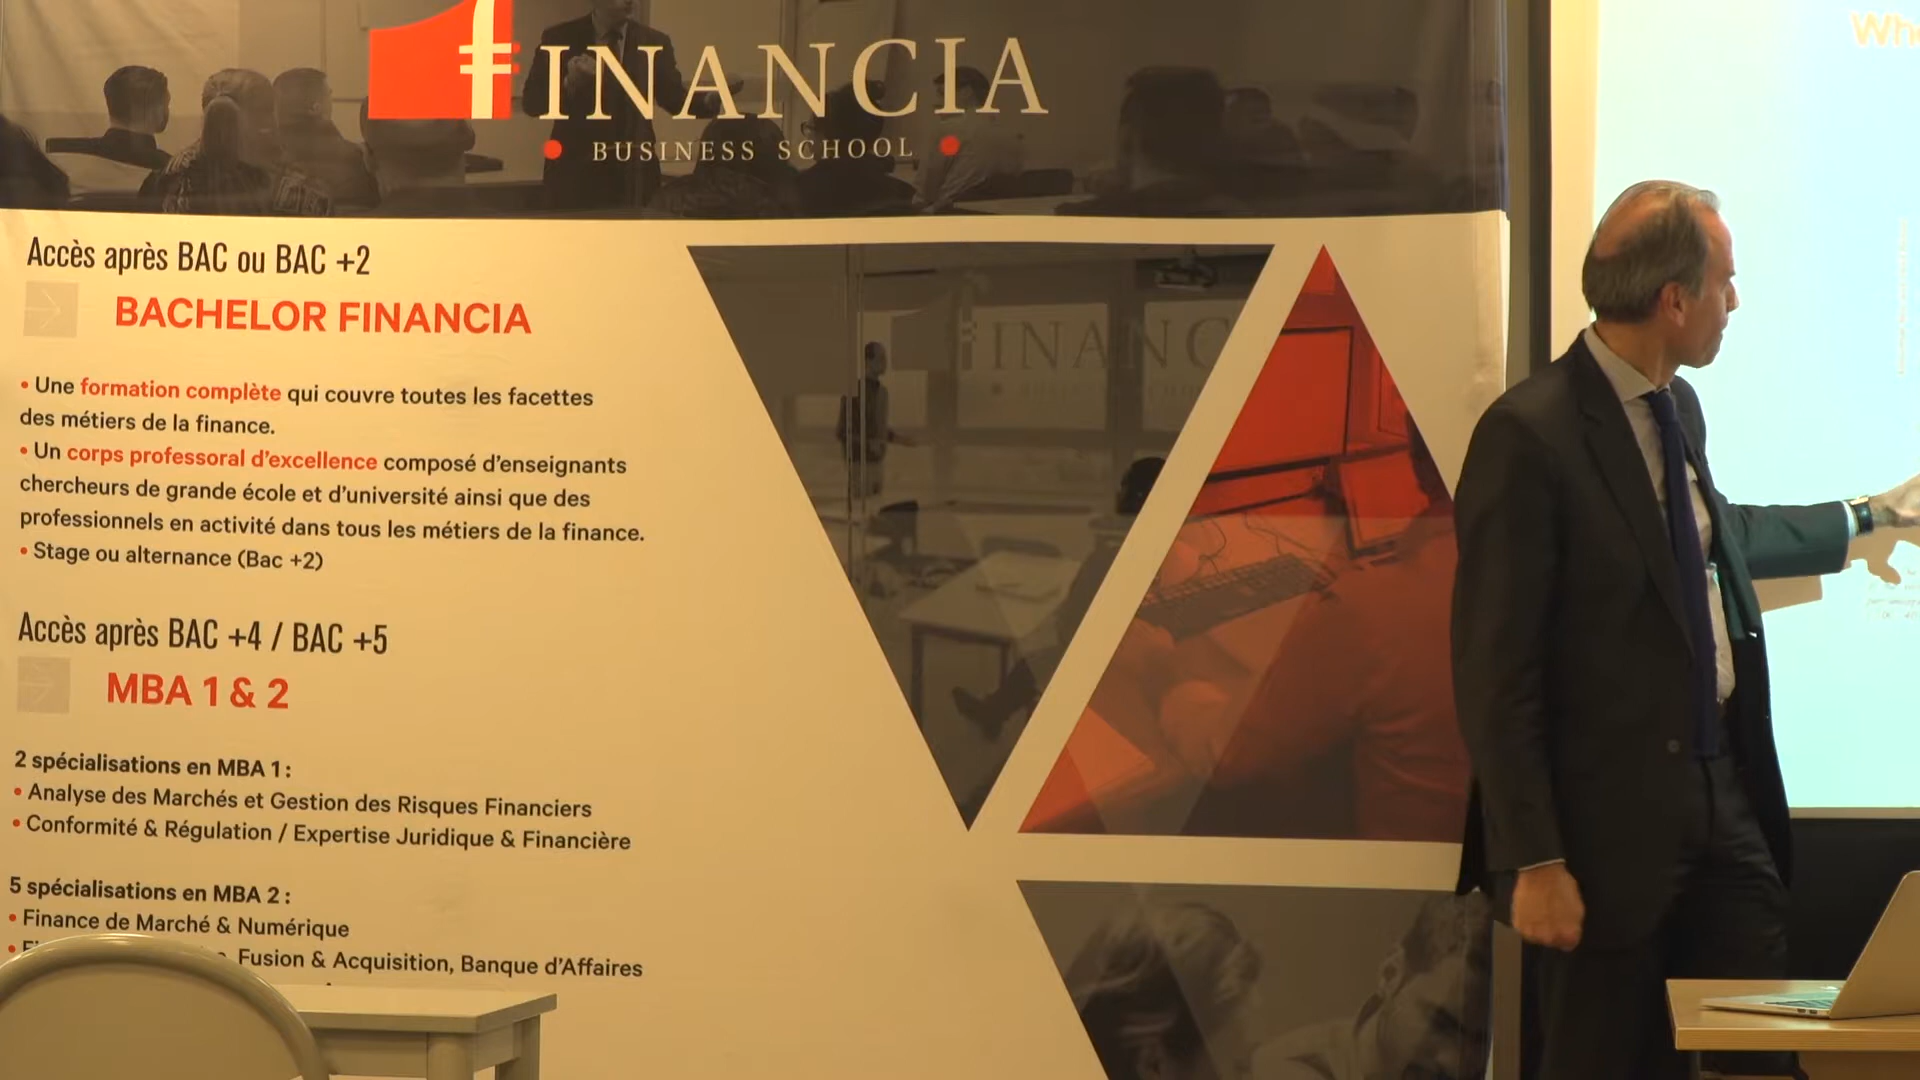 FINANCIA
BUSINESS SCHOOL
Accès après BAC ou BAC +2
BACHELOR FINANCIA
• Une formation complète qui couvre toutes les facettes
des métiers de la finance.
• Un corps professoral d'excellence composé d'enseignants
chercheurs de grande école et d'université ainsi que des
professionnels en activité dans tous les métiers de la finance.
• Stage ou alternance (Bac +2)
Accès après BAC +4 / BAC +5
MBA 1 & 2
2 spécialisations en MBA 1 :
• Analyse des Marchés et Gestion des Risques Financiers
• Conformité & Régulation / Expertise Juridique & Financière
5 spécialisations en MBA 2 :
• Finance de Marché & Numérique
• Fusion & Acquisition, Banque d'Affaires
FINANC